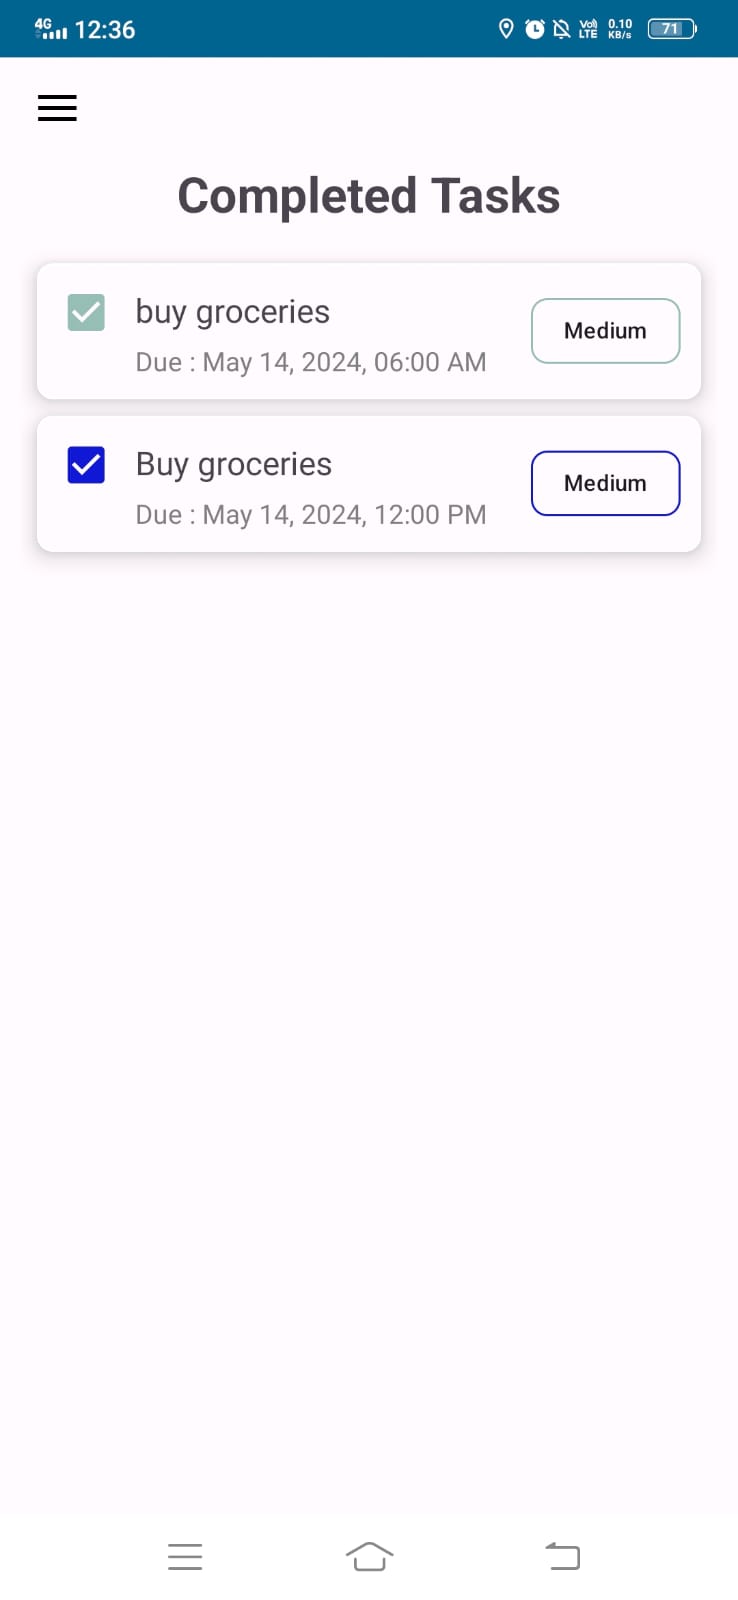 4G 12:36 Vo) LTE 0.10 KB/s 71
Completed Tasks
buy groceries
Medium
Due : May 14, 2024, 06:00 AM
Buy groceries
Medium
Due : May 14, 2024, 12:00 PM